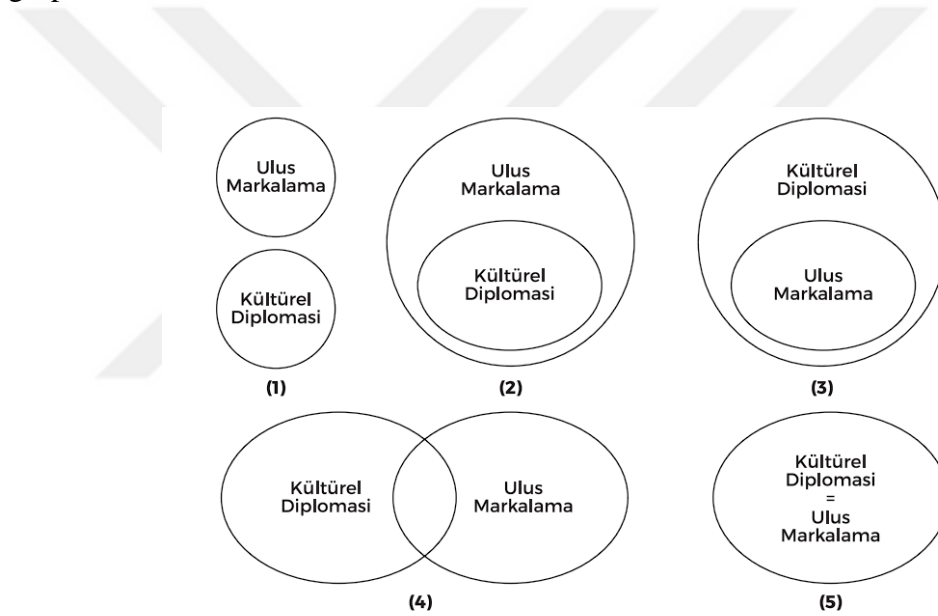 Ulus
Markalama
Kültürel
Diplomasi
(1)
Ulus
Markalama
Kültürel
Diplomasi
(2)
Kültürel
Diplomasi
Ulus
Markalama
(3)
Kültürel
Diplomasi
Ulus
Markalama
(4)
Kültürel
Diplomasi
=
Ulus
Markalama
(5)